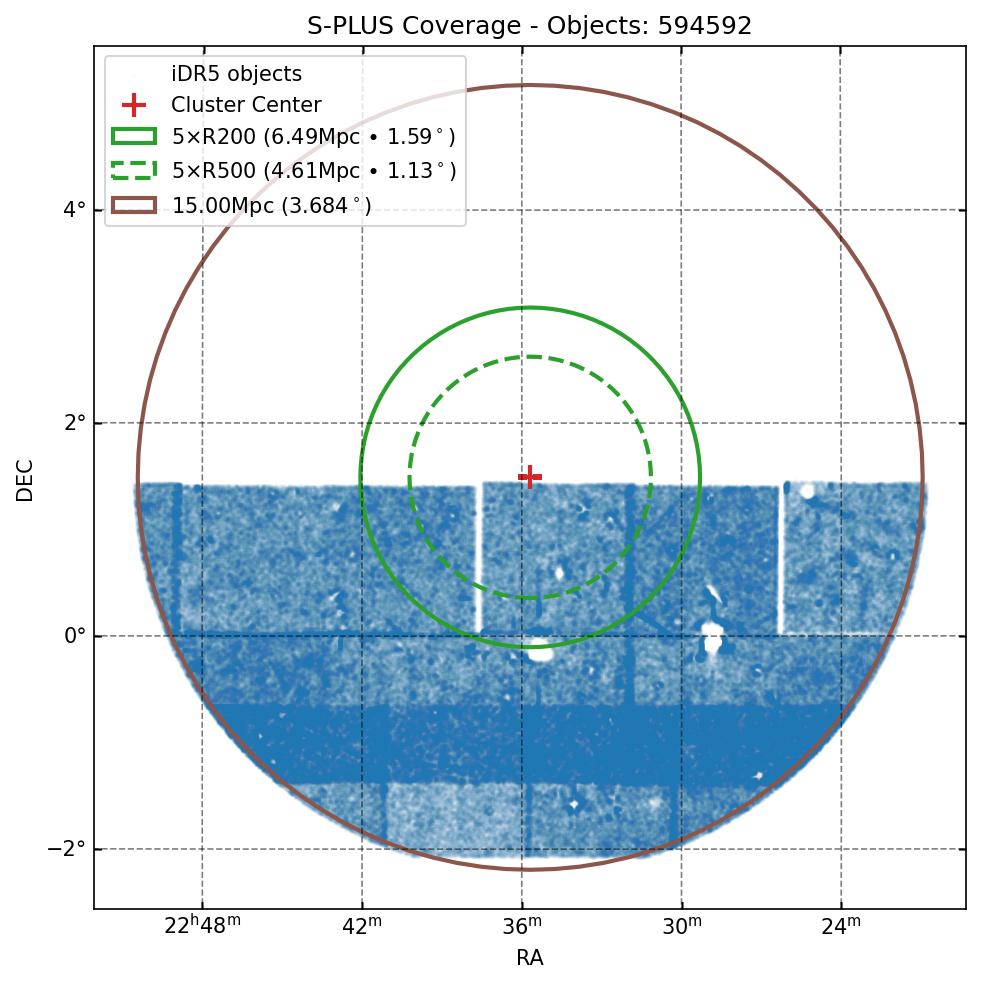 S-PLUS Coverage - Objects: 594592
iDR5 objects
Cluster Center
5×R200 (6.49Mpc • 1.59°)
5×R500 (4.61Mpc • 1.13°)
15.00Mpc (3.684°)
4°
2°
0°
−2°
DEC
22ʰ48ᵐ 42ᵐ 36ᵐ 30ᵐ 24ᵐ
RA